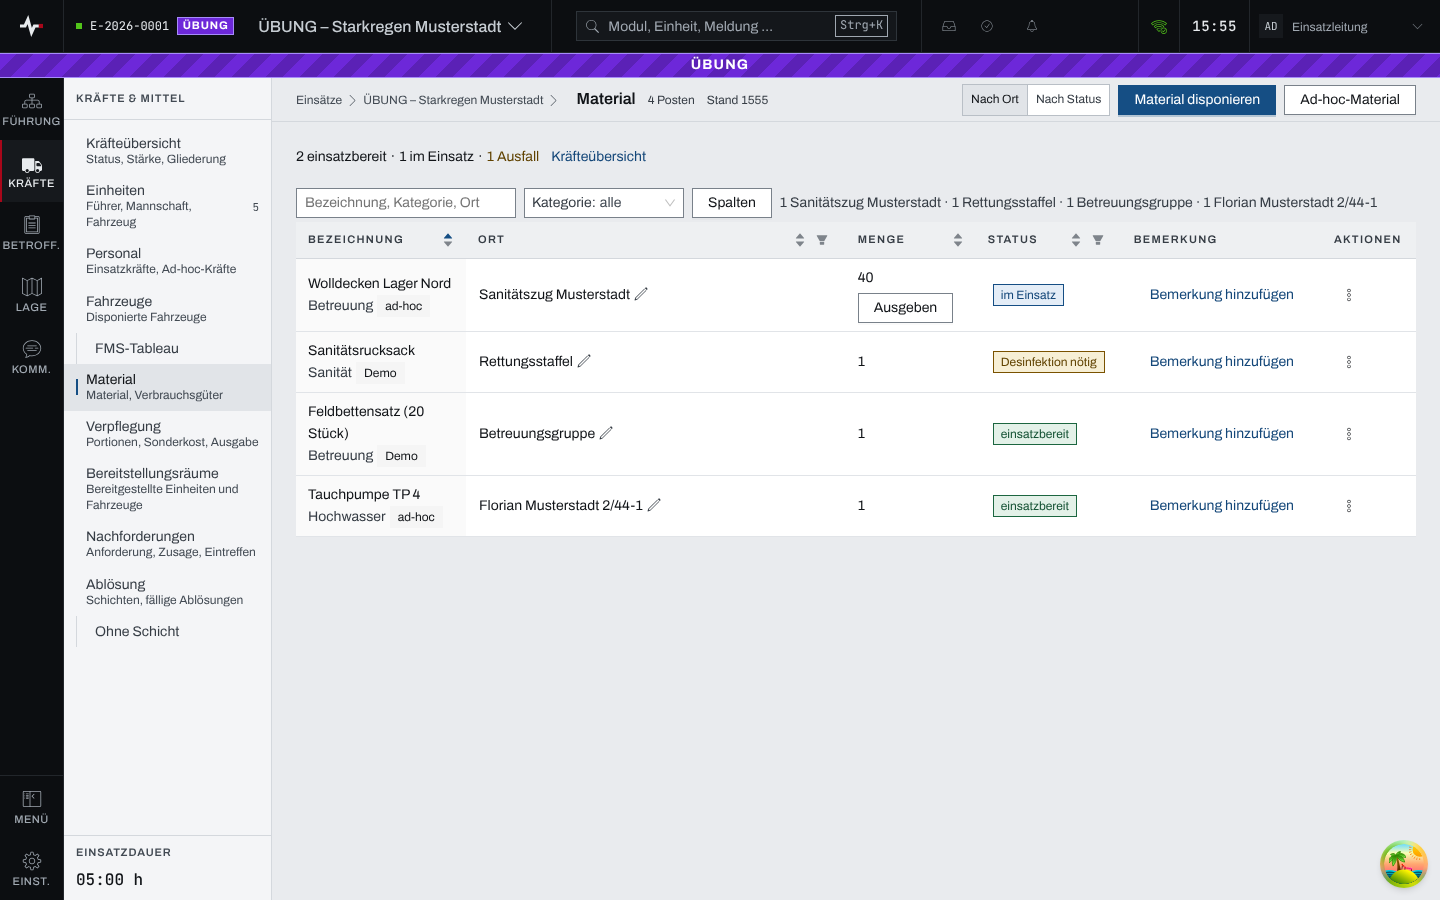 E-2026-0001 ÜBUNG ÜBUNG – Starkregen Musterstadt Modul, Einheit, Meldung ... Strg+K 15:55 AD Einsatzleitung
ÜBUNG
FÜHRUNG
KRÄFTE
BETROFF.
LAGE
KOMM.
MENÜ
EINST.
KRÄFTE & MITTEL
Kräfteübersicht
Status, Stärke, Gliederung
Einheiten
Führer, Mannschaft,
Fahrzeug
5
Personal
Einsatzkräfte, Ad-hoc-Kräfte
Fahrzeuge
Disponierte Fahrzeuge
FMS-Tableau
Material
Material, Verbrauchsgüter
Verpflegung
Portionen, Sonderkost, Ausgabe
Bereitstellungsräume
Bereitgestellte Einheiten und
Fahrzeuge
Nachforderungen
Anforderung, Zusage, Eintreffen
Ablösung
Schichten, fällige Ablösungen
Ohne Schicht
EINSATZDAUER
05:00 h
Einsätze ÜBUNG – Starkregen Musterstadt Material 4 Posten Stand 1555 Nach Ort Nach Status Material disponieren Ad-hoc-Material
2 einsatzbereit · 1 im Einsatz · 1 Ausfall Kräfteübersicht
Bezeichnung, Kategorie, Ort Kategorie: alle Spalten 1 Sanitätszug Musterstadt · 1 Rettungsstaffel · 1 Betreuungsgruppe · 1 Florian Musterstadt 2/44-1
BEZEICHNUNG ORT MENGE STATUS BEMERKUNG AKTIONEN
Wolldecken Lager Nord
Betreuung ad-hoc
Sanitätszug Musterstadt
40
Ausgeben
im Einsatz
Bemerkung hinzufügen
Sanitätsrucksack
Sanität Demo
Rettungsstaffel
1
Desinfektion nötig
Bemerkung hinzufügen
Feldbettensatz (20
Stück)
Betreuung Demo
Betreuungsgruppe
1
einsatzbereit
Bemerkung hinzufügen
Tauchpumpe TP 4
Hochwasser ad-hoc
Florian Musterstadt 2/44-1
1
einsatzbereit
Bemerkung hinzufügen